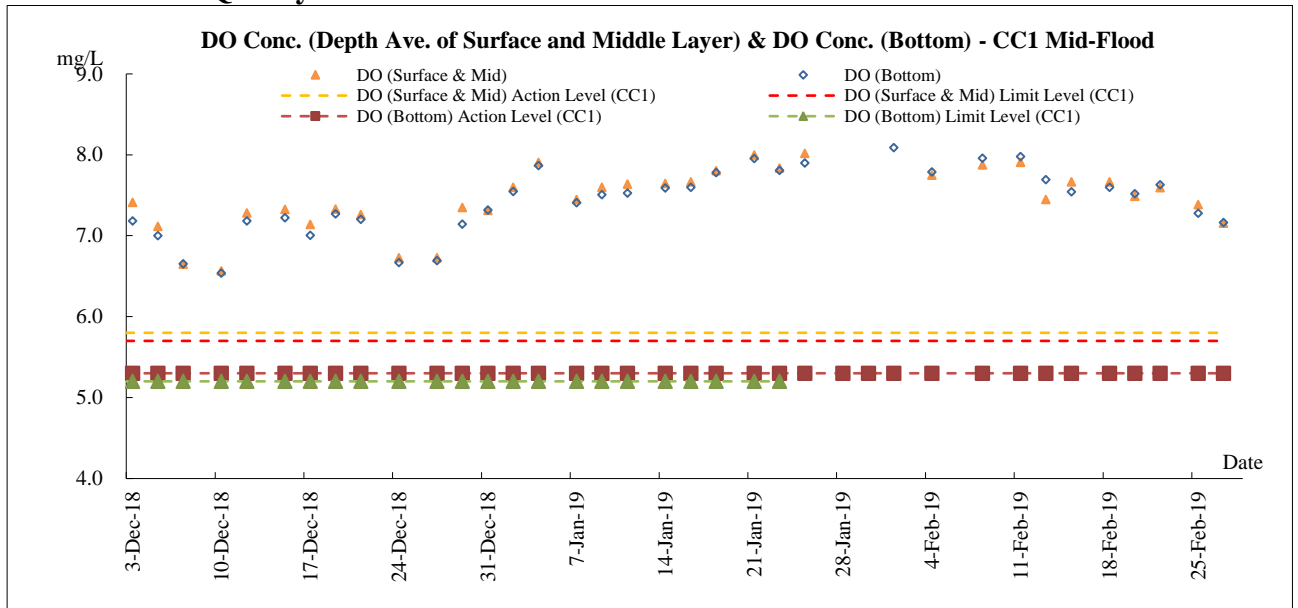 DO Conc. (Depth Ave. of Surface and Middle Layer) & DO Conc. (Bottom) - CC1 Mid-Flood
mg/L
DO (Surface & Mid)
DO (Bottom)
DO (Surface & Mid) Action Level (CC1)
DO (Surface & Mid) Limit Level (CC1)
DO (Bottom) Action Level (CC1)
DO (Bottom) Limit Level (CC1)
9.0
8.0
7.0
6.0
5.0
4.0
Date
3-Dec-18
10-Dec-18
17-Dec-18
24-Dec-18
31-Dec-18
7-Jan-19
14-Jan-19
21-Jan-19
28-Jan-19
4-Feb-19
11-Feb-19
18-Feb-19
25-Feb-19